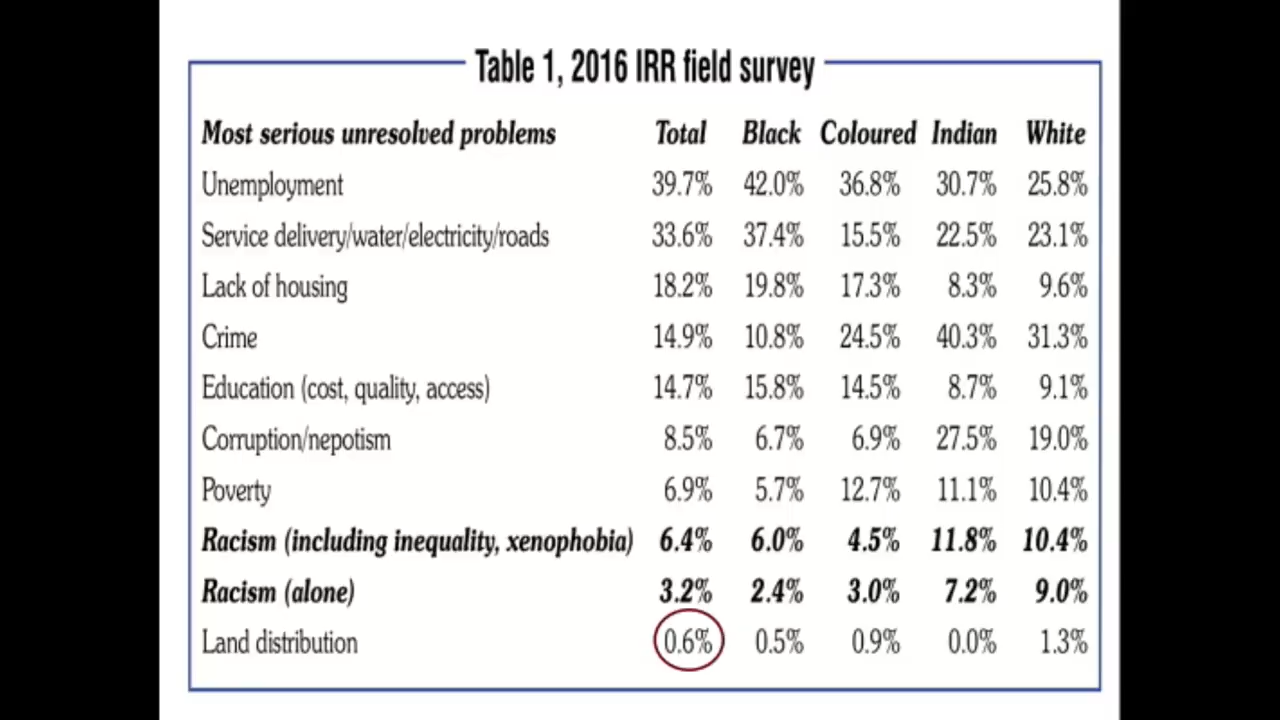 Table 1, 2016 IRR field survey
Most serious unresolved problems Total Black Coloured Indian White
Unemployment 39.7% 42.0% 36.8% 30.7% 25.8%
Service delivery/water/electricity/roads 33.6% 37.4% 15.5% 22.5% 23.1%
Lack of housing 18.2% 19.8% 17.3% 8.3% 9.6%
Crime 14.9% 10.8% 24.5% 40.3% 31.3%
Education (cost, quality, access) 14.7% 15.8% 14.5% 8.7% 9.1%
Corruption/nepotism 8.5% 6.7% 6.9% 27.5% 19.0%
Poverty 6.9% 5.7% 12.7% 11.1% 10.4%
Racism (including inequality, xenophobia) 6.4% 6.0% 4.5% 11.8% 10.4%
Racism (alone) 3.2% 2.4% 3.0% 7.2% 9.0%
Land distribution 0.6% 0.5% 0.9% 0.0% 1.3%